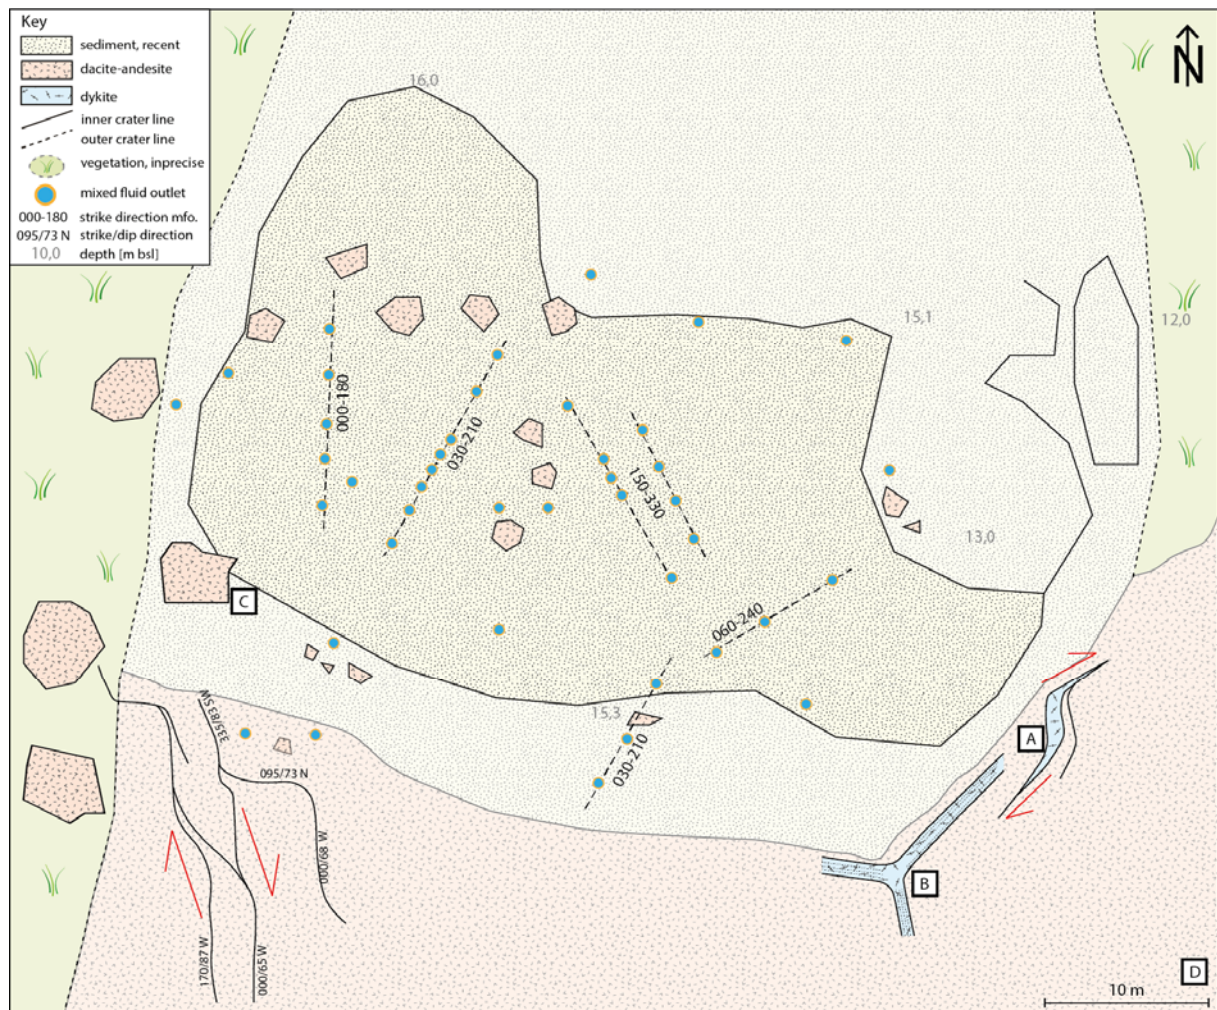 Key
sediment, recent
dacite-andesite
dykite
inner crater line
outer crater line
vegetation, inprecise
mixed fluid outlet
000-180 strike direction mfo.
095/73 N strike/dip direction
10,0 depth [m bsl]
N
16,0
15,1
12,0
000-180
030-210
150-330
13,0
C
060-240
335/83 SW
15,3
A
030-210
095/73 N
000/68 W
B
170/87 W
000/65 W
D
10 m